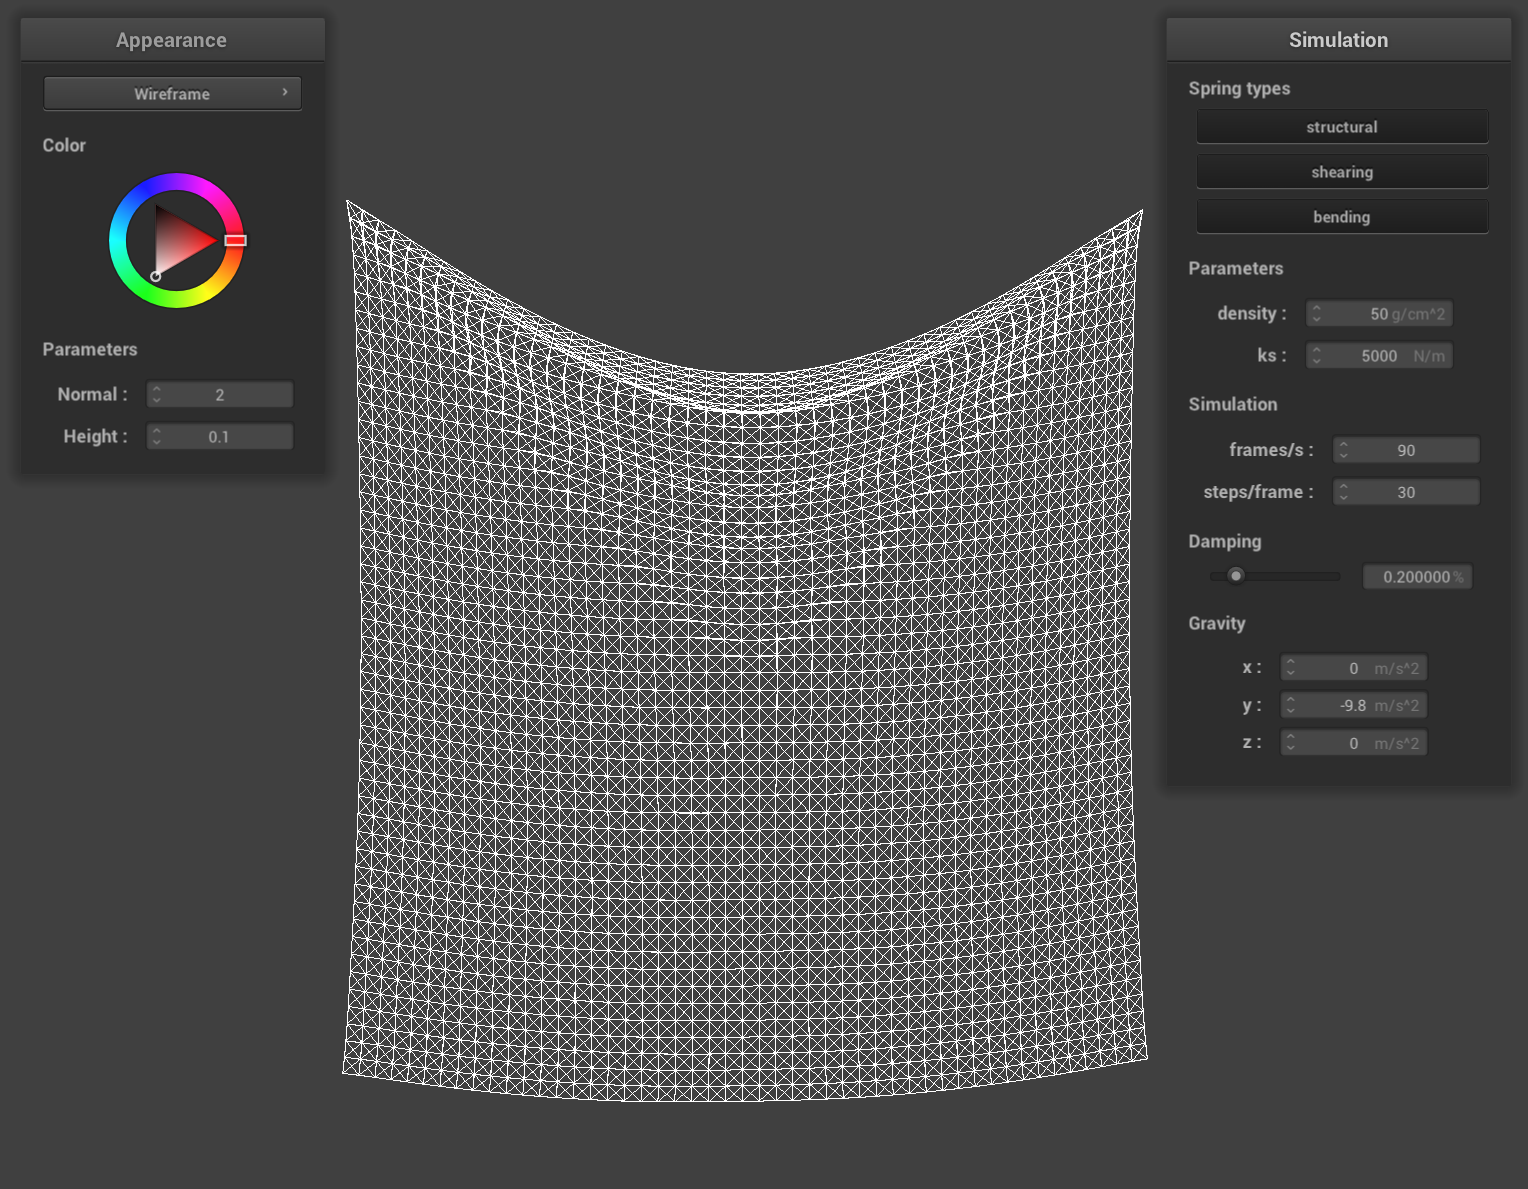 Appearance
Wireframe ›
Color
Parameters
Normal : 2
Height : 0.1
Simulation
Spring types
structural
shearing
bending
Parameters
density : 50 g/cm^2
ks : 5000 N/m
Simulation
frames/s : 90
steps/frame : 30
Damping
0.200000 %
Gravity
x : 0 m/s^2
y : -9.8 m/s^2
z : 0 m/s^2